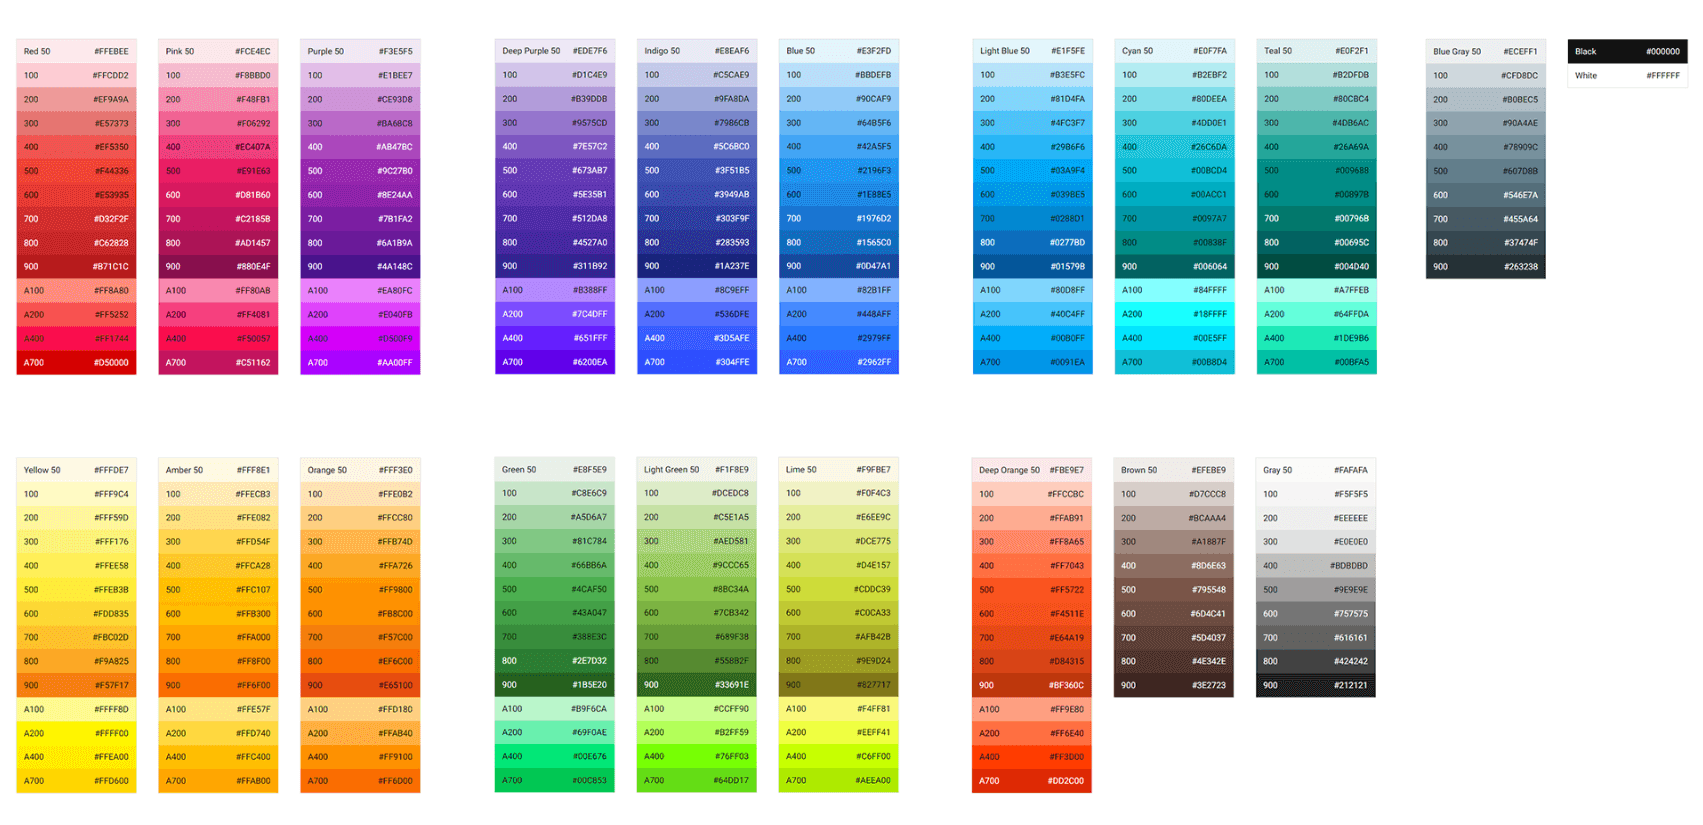 Red 50 #FFEBEE
100 #FFCDD2
200 #EF9A9A
300 #E57373
400 #EF5350
500 #F44336
600 #E53935
700 #D32F2F
800 #C62828
900 #B71C1C
A100 #FF8A80
A200 #FF5252
A400 #FF1744
A700 #D50000
Pink 50 #FCE4EC
100 #F8BBD0
200 #F48FB1
300 #F06292
400 #EC407A
500 #E91E63
600 #D81B60
700 #C2185B
800 #AD1457
900 #880E4F
A100 #FF80AB
A200 #FF4081
A400 #F50057
A700 #C51162
Purple 50 #F3E5F5
100 #E1BEE7
200 #CE93D8
300 #BA68C8
400 #AB47BC
500 #9C27B0
600 #8E24AA
700 #7B1FA2
800 #6A1B9A
900 #4A148C
A100 #EA80FC
A200 #E040FB
A400 #D500F9
A700 #AA00FF
Deep Purple 50 #EDE7F6
100 #D1C4E9
200 #B39DDB
300 #9575CD
400 #7E57C2
500 #673AB7
600 #5E35B1
700 #512DA8
800 #4527A0
900 #311B92
A100 #B388FF
A200 #7C4DFF
A400 #651FFF
A700 #6200EA
Indigo 50 #E8EAF6
100 #C5CAE9
200 #9FA8DA
300 #7986CB
400 #5C6BC0
500 #3F51B5
600 #3949AB
700 #303F9F
800 #283593
900 #1A237E
A100 #8C9EFF
A200 #536DFE
A400 #3D5AFE
A700 #304FFE
Blue 50 #E3F2FD
100 #BBDEFB
200 #90CAF9
300 #64B5F6
400 #42A5F5
500 #2196F3
600 #1E88E5
700 #1976D2
800 #1565C0
900 #0D47A1
A100 #82B1FF
A200 #448AFF
A400 #2979FF
A700 #2962FF
Light Blue 50 #E1F5FE
100 #B3E5FC
200 #81D4FA
300 #4FC3F7
400 #29B6F6
500 #03A9F4
600 #039BE5
700 #0288D1
800 #0277BD
900 #01579B
A100 #80D8FF
A200 #40C4FF
A400 #00B0FF
A700 #0091EA
Cyan 50 #E0F7FA
100 #B2EBF2
200 #80DEEA
300 #4DD0E1
400 #26C6DA
500 #00BCD4
600 #00ACC1
700 #0097A7
800 #00838F
900 #006064
A100 #84FFFF
A200 #18FFFF
A400 #00E5FF
A700 #00B8D4
Teal 50 #E0F2F1
100 #B2DFDB
200 #80CBC4
300 #4DB6AC
400 #26A69A
500 #009688
600 #00897B
700 #00796B
800 #00695C
900 #004D40
A100 #A7FFEB
A200 #64FFDA
A400 #1DE9B6
A700 #00BFA5
Blue Gray 50 #ECEFF1
100 #CFD8DC
200 #B0BEC5
300 #90A4AE
400 #78909C
500 #607D8B
600 #546E7A
700 #455A64
800 #37474F
900 #263238
Black #000000
White #FFFFFF
Yellow 50 #FFFDE7
100 #FFF9C4
200 #FFF59D
300 #FFF176
400 #FFEE58
500 #FFEB3B
600 #FDD835
700 #FBC02D
800 #F9A825
900 #F57F17
A100 #FFFF8D
A200 #FFFF00
A400 #FFEA00
A700 #FFD600
Amber 50 #FFF8E1
100 #FFECB3
200 #FFE082
300 #FFD54F
400 #FFCA28
500 #FFC107
600 #FFB300
700 #FFA000
800 #FF8F00
900 #FF6F00
A100 #FFE57F
A200 #FFD740
A400 #FFC400
A700 #FFAB00
Orange 50 #FFF3E0
100 #FFE0B2
200 #FFCC80
300 #FFB74D
400 #FFA726
500 #FF9800
600 #FB8C00
700 #F57C00
800 #EF6C00
900 #E65100
A100 #FFD180
A200 #FFAB40
A400 #FF9100
A700 #FF6D00
Green 50 #E8F5E9
100 #C8E6C9
200 #A5D6A7
300 #81C784
400 #66BB6A
500 #4CAF50
600 #43A047
700 #388E3C
800 #2E7D32
900 #1B5E20
A100 #B9F6CA
A200 #69F0AE
A400 #00E676
A700 #00C853
Light Green 50 #F1F8E9
100 #DCEDC8
200 #C5E1A5
300 #AED581
400 #9CCC65
500 #8BC34A
600 #7CB342
700 #689F38
800 #558B2F
900 #33691E
A100 #CCFF90
A200 #B2FF59
A400 #76FF03
A700 #64DD17
Lime 50 #F9FBE7
100 #F0F4C3
200 #E6EE9C
300 #DCE775
400 #D4E157
500 #CDDC39
600 #C0CA33
700 #AFB42B
800 #9E9D24
900 #827717
A100 #F4FF81
A200 #EEFF41
A400 #C6FF00
A700 #AEEA00
Deep Orange 50 #FBE9E7
100 #FFCCBC
200 #FFAB91
300 #FF8A65
400 #FF7043
500 #FF5722
600 #F4511E
700 #E64A19
800 #D84315
900 #BF360C
A100 #FF9E80
A200 #FF6E40
A400 #FF3D00
A700 #DD2C00
Brown 50 #EFEBE9
100 #D7CCC8
200 #BCAAA4
300 #A1887F
400 #8D6E63
500 #795548
600 #6D4C41
700 #5D4037
800 #4E342E
900 #3E2723
Gray 50 #FAFAFA
100 #F5F5F5
200 #EEEEEE
300 #E0E0E0
400 #BDBDBD
500 #9E9E9E
600 #757575
700 #616161
800 #424242
900 #212121